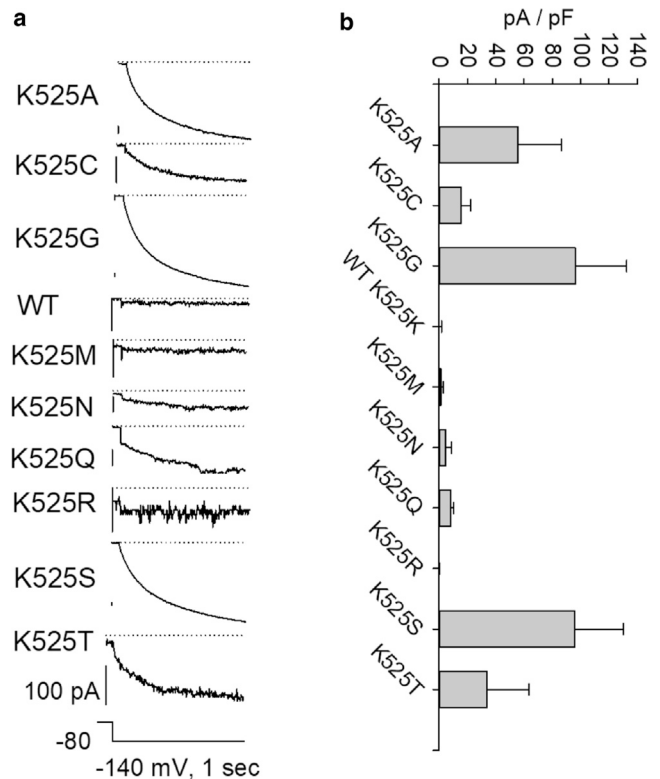 a
K525A
K525C
K525G
WT
K525M
K525N
K525Q
K525R
K525S
K525T
100 pA
-80
-140 mV, 1 sec
b
pA / pF
0 20 40 60 80 100 120 140
K525A
K525C
K525G
WT K525K
K525M
K525N
K525Q
K525R
K525S
K525T